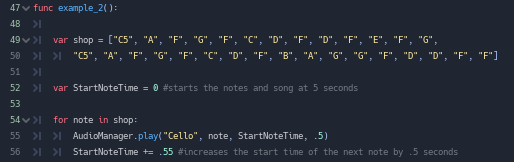 47 func example_2():
48
49 var shop = ["C5", "A", "F", "G", "F", "C", "D", "F", "D", "F", "E", "F", "G",
50 "C5", "A", "F", "G", "F", "C", "D", "F", "B", "A", "G", "G", "F", "D", "D", "F", "F"]
51
52 var StartNoteTime = 0 #starts the notes and song at 5 seconds
53
54 for note in shop:
55 AudioManager.play("Cello", note, StartNoteTime, .5)
56 StartNoteTime += .55 #increases the start time of the next note by .5 seconds